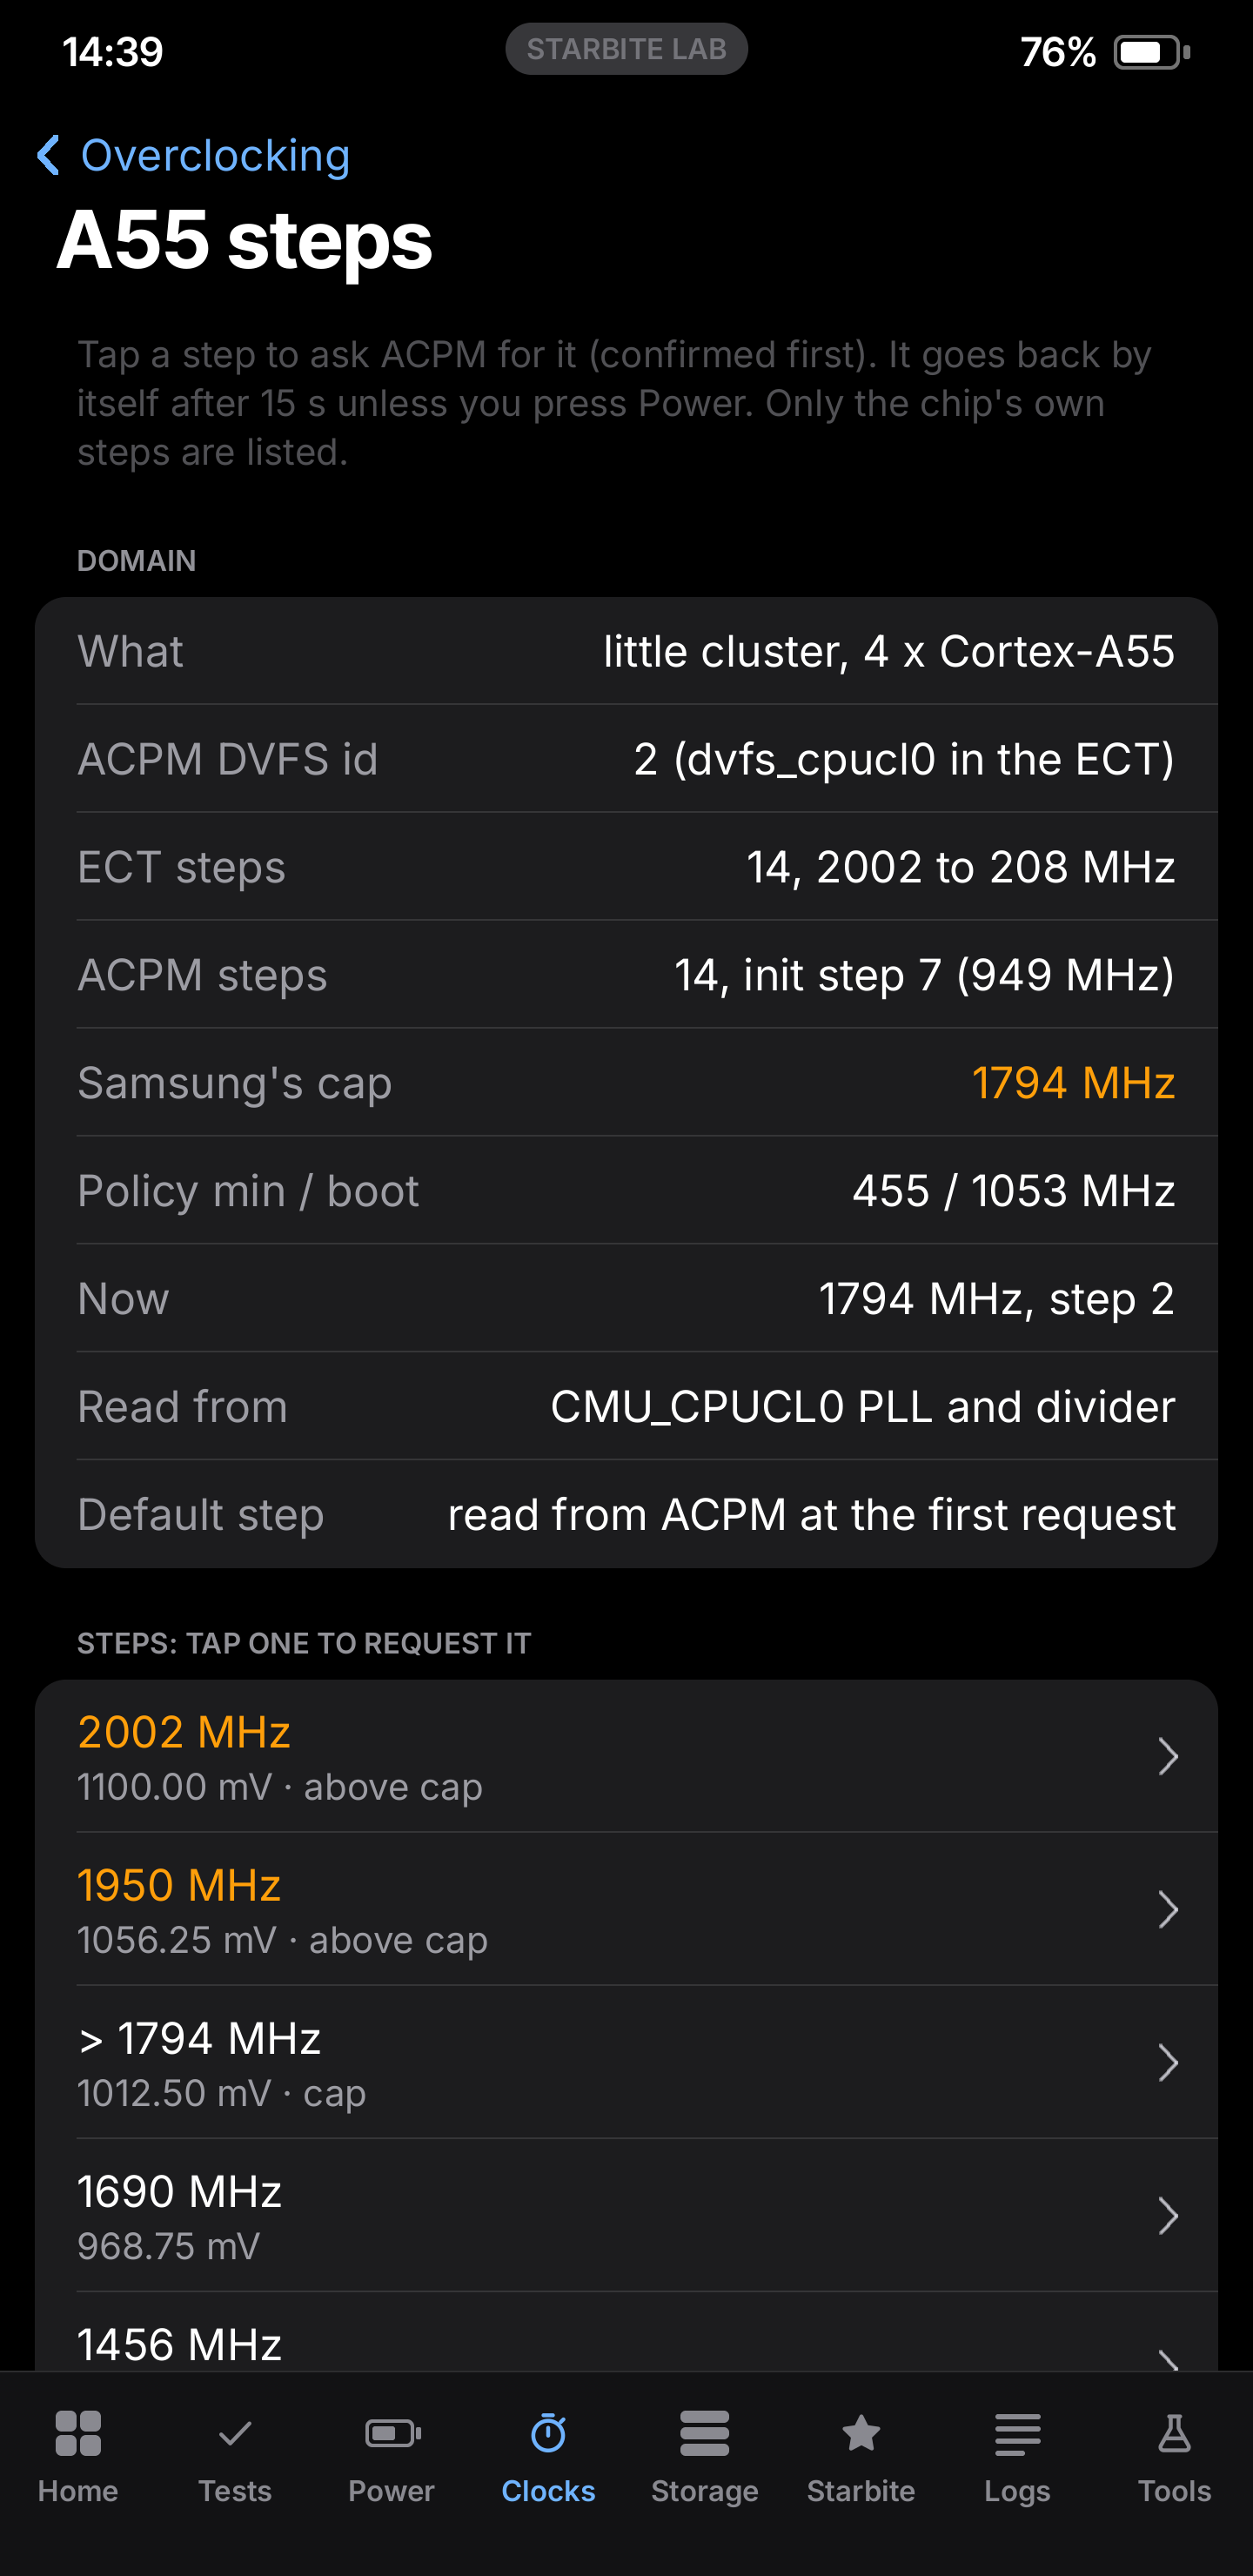 14:39
STARBITE LAB
76%
Overclocking
A55 steps
Tap a step to ask ACPM for it (confirmed first). It goes back by
itself after 15 s unless you press Power. Only the chip's own
steps are listed.
DOMAIN
What little cluster, 4 x Cortex-A55
ACPM DVFS id 2 (dvfs_cpucl0 in the ECT)
ECT steps 14, 2002 to 208 MHz
ACPM steps 14, init step 7 (949 MHz)
Samsung's cap 1794 MHz
Policy min / boot 455 / 1053 MHz
Now 1794 MHz, step 2
Read from CMU_CPUCL0 PLL and divider
Default step read from ACPM at the first request
STEPS: TAP ONE TO REQUEST IT
2002 MHz
1100.00 mV · above cap
1950 MHz
1056.25 mV · above cap
> 1794 MHz
1012.50 mV · cap
1690 MHz
968.75 mV
1456 MHz
Home Tests Power Clocks Storage Starbite Logs Tools